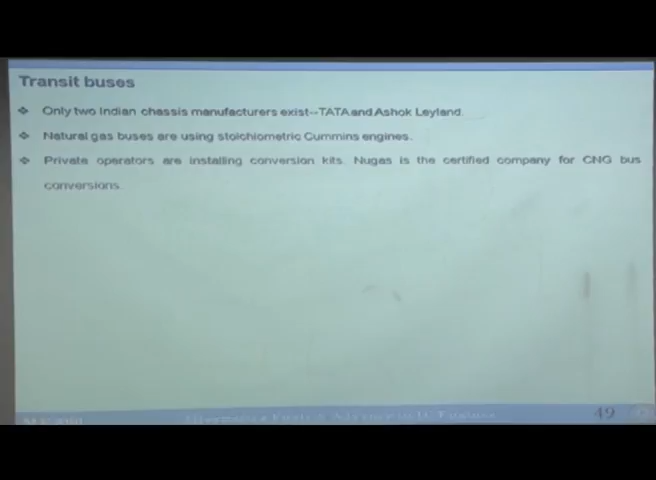 Transit buses
Only two Indian chassis manufacturers exist--TATA and Ashok Leyland.
Natural gas buses are using stoichiometric Cummins engines.
Private operators are installing conversion kits. Nugas is the certified company for CNG bus
conversions.
49